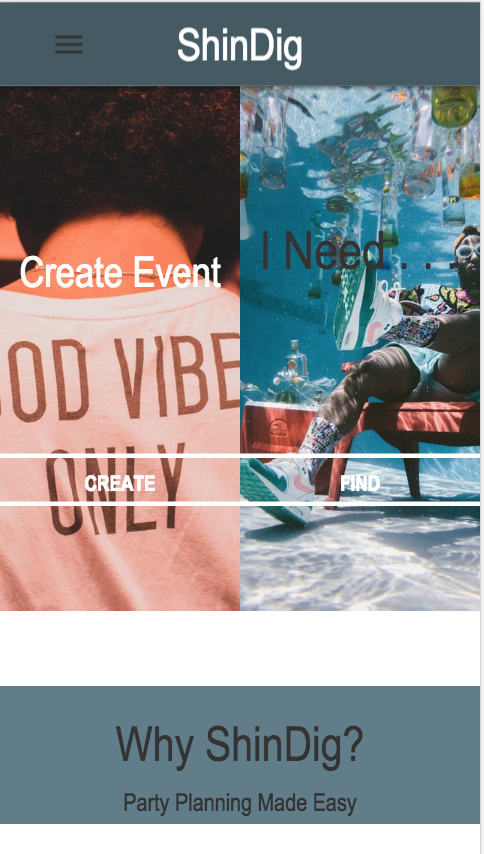 ShinDig
Create Event
I Need . . .
OOD VIBE
ONLY
CREATE
FIND
Why ShinDig?
Party Planning Made Easy